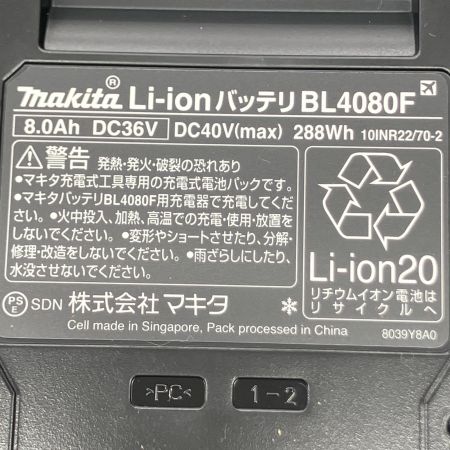 makita® Li-ionバッテリ BL4080F
8.0Ah DC36V DC40V(max) 288Wh 10INR22/70-2
⚠警告 発熱・発火・破裂の恐れあり
●マキタ充電式工具専用の充電式電池パックです。
●マキタバッテリBL4080F用充電器で充電してください。●火中投入、加熱、高温での充電・使用・放置をしないでください。●変形やショートさせたり、分解・修理・改造をしないでください。●雨ざらしにしたり、水没させないでください。
Li-ion20
リチウムイオン電池は
リサイクルへ
PSE SDN 株式会社 マキタ
Cell made in Singapore, Pack processed in China
8039Y8A0
>PC< 1-2